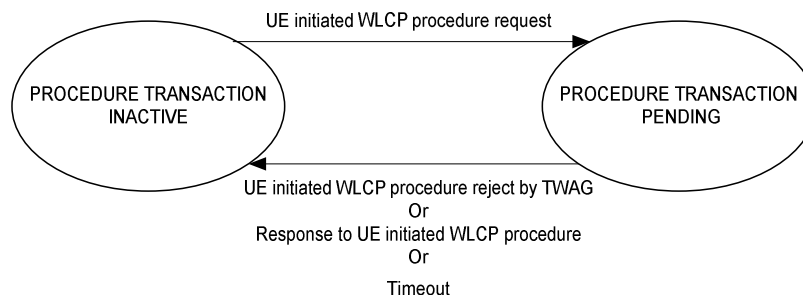 UE initiated WLCP procedure request
PROCEDURE TRANSACTION
INACTIVE
PROCEDURE TRANSACTION
PENDING
UE initiated WLCP procedure reject by TWAG
Or
Response to UE initiated WLCP procedure
Or
Timeout